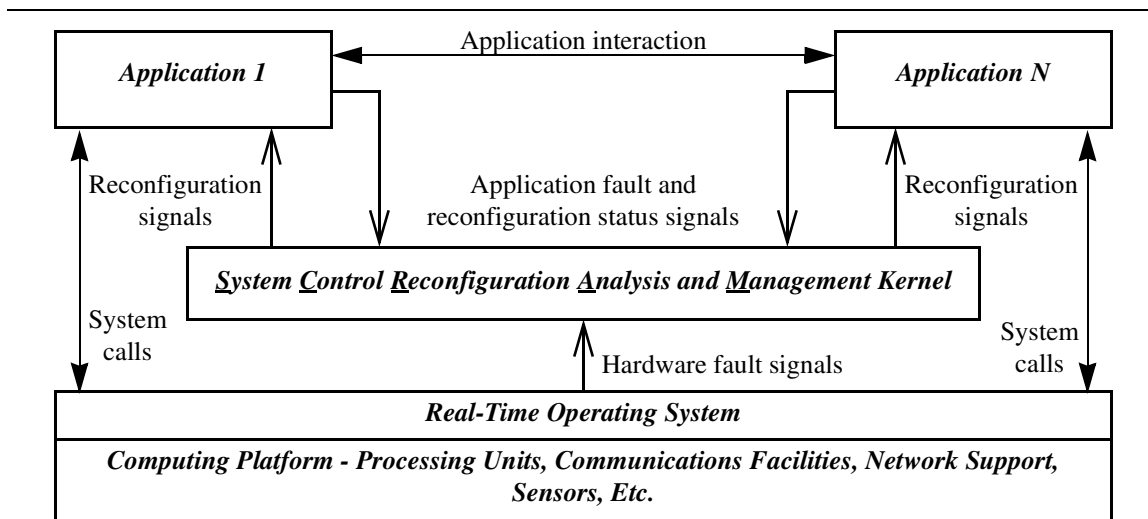 Application interaction
Application 1
Application N
Reconfiguration
signals
Application fault and
reconfiguration status signals
Reconfiguration
signals
System Control Reconfiguration Analysis and Management Kernel
System
calls
Hardware fault signals
System
calls
Real-Time Operating System
Computing Platform - Processing Units, Communications Facilities, Network Support,
Sensors, Etc.